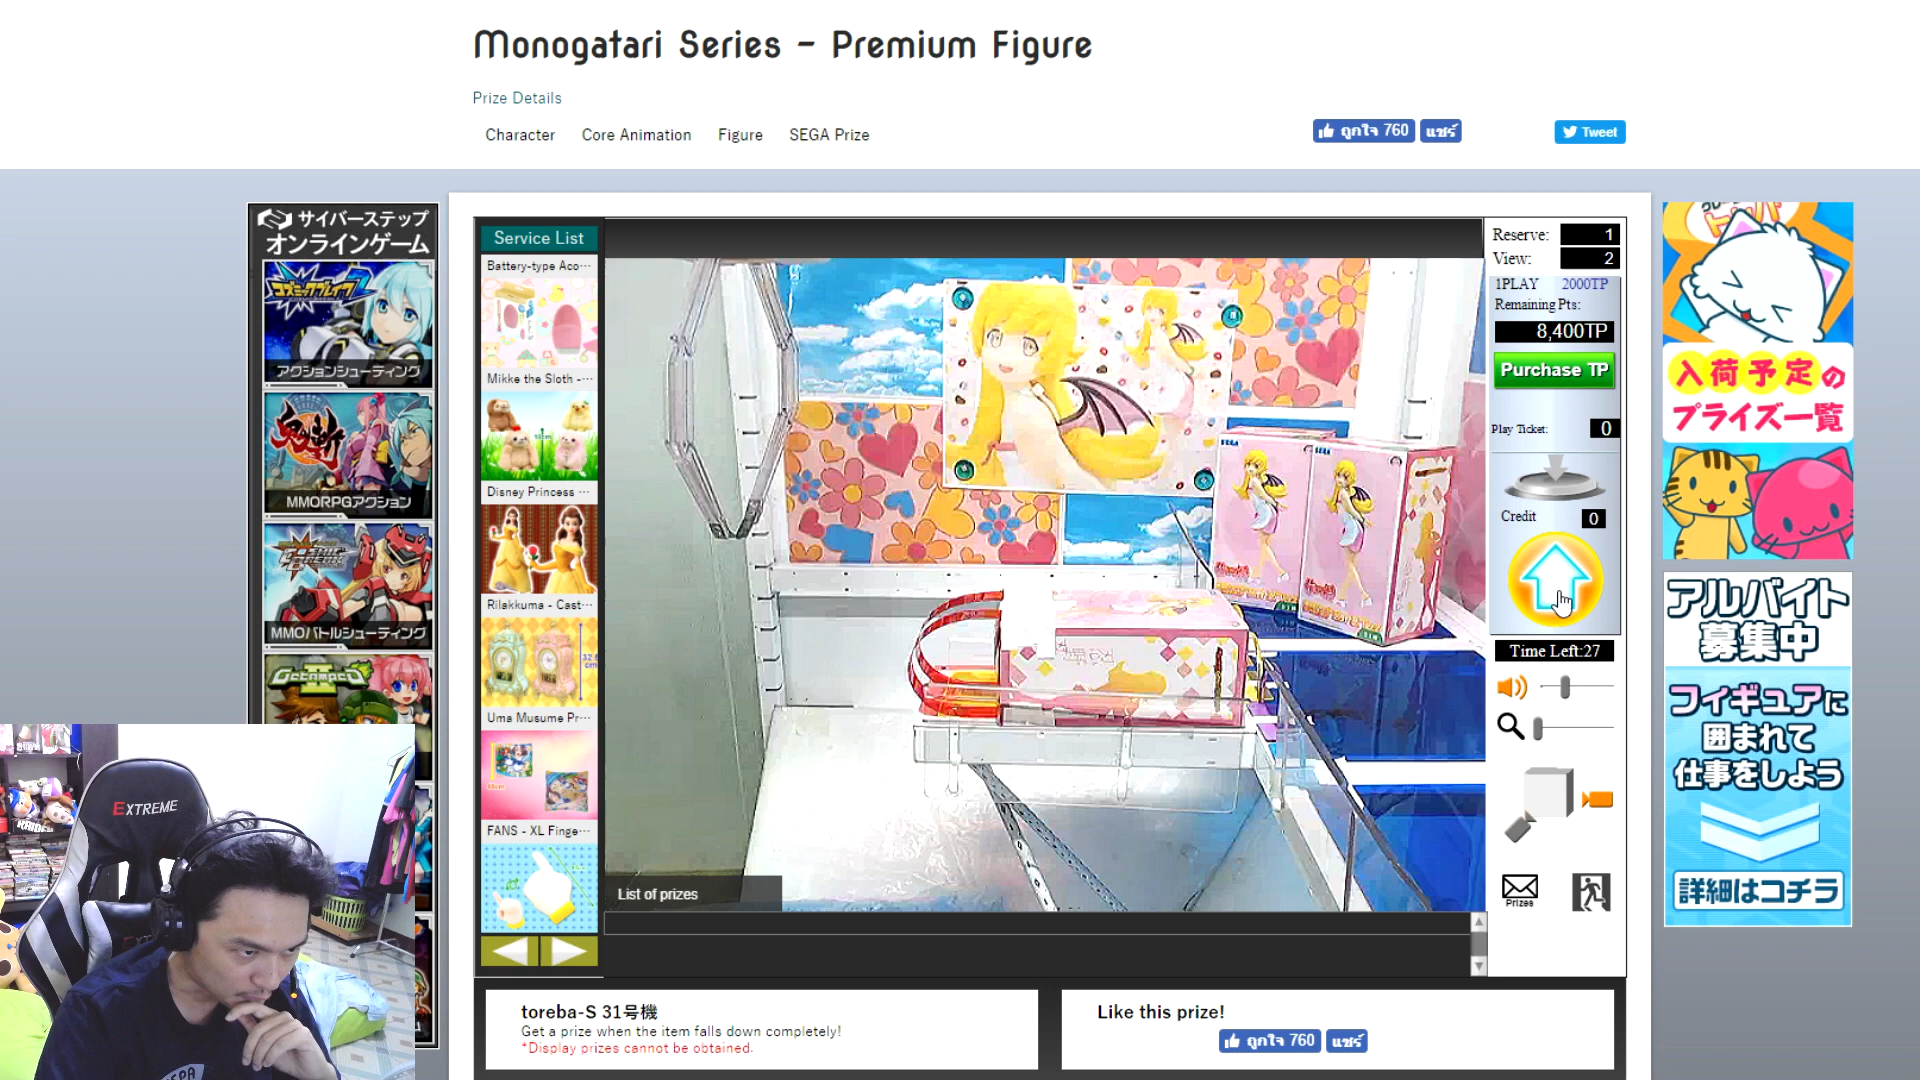 Monogatari Series - Premium Figure
Prize Details
Character
Core Animation
Figure
SEGA Prize
ถูกใจ 760
แชร์
Tweet
サイバーステップ
オンラインゲーム
アクションシューティング
鬼斬
MMORPGアクション
MMOバトルシューティング
Service List
Battery-type Aco…
Mikke the Sloth -…
Disney Princess …
Rilakkuma - Cast…
Uma Musume Pr…
FANS - XL Finge…
SEGA
SEGA
List of prizes
Reserve: 1
View: 2
1PLAY 2000TP
Remaining Pts:
8,400TP
Purchase TP
Play Ticket: 0
Credit 0
Time Left:27
Prizes
入荷予定の
プライズ一覧
アルバイト
募集中
フィギュアに
囲まれて
仕事をしよう
詳細はコチラ
EXTREME
toreba-S 31号機
Get a prize when the item falls down completely!
*Display prizes cannot be obtained.
Like this prize!
ถูกใจ 760
แชร์